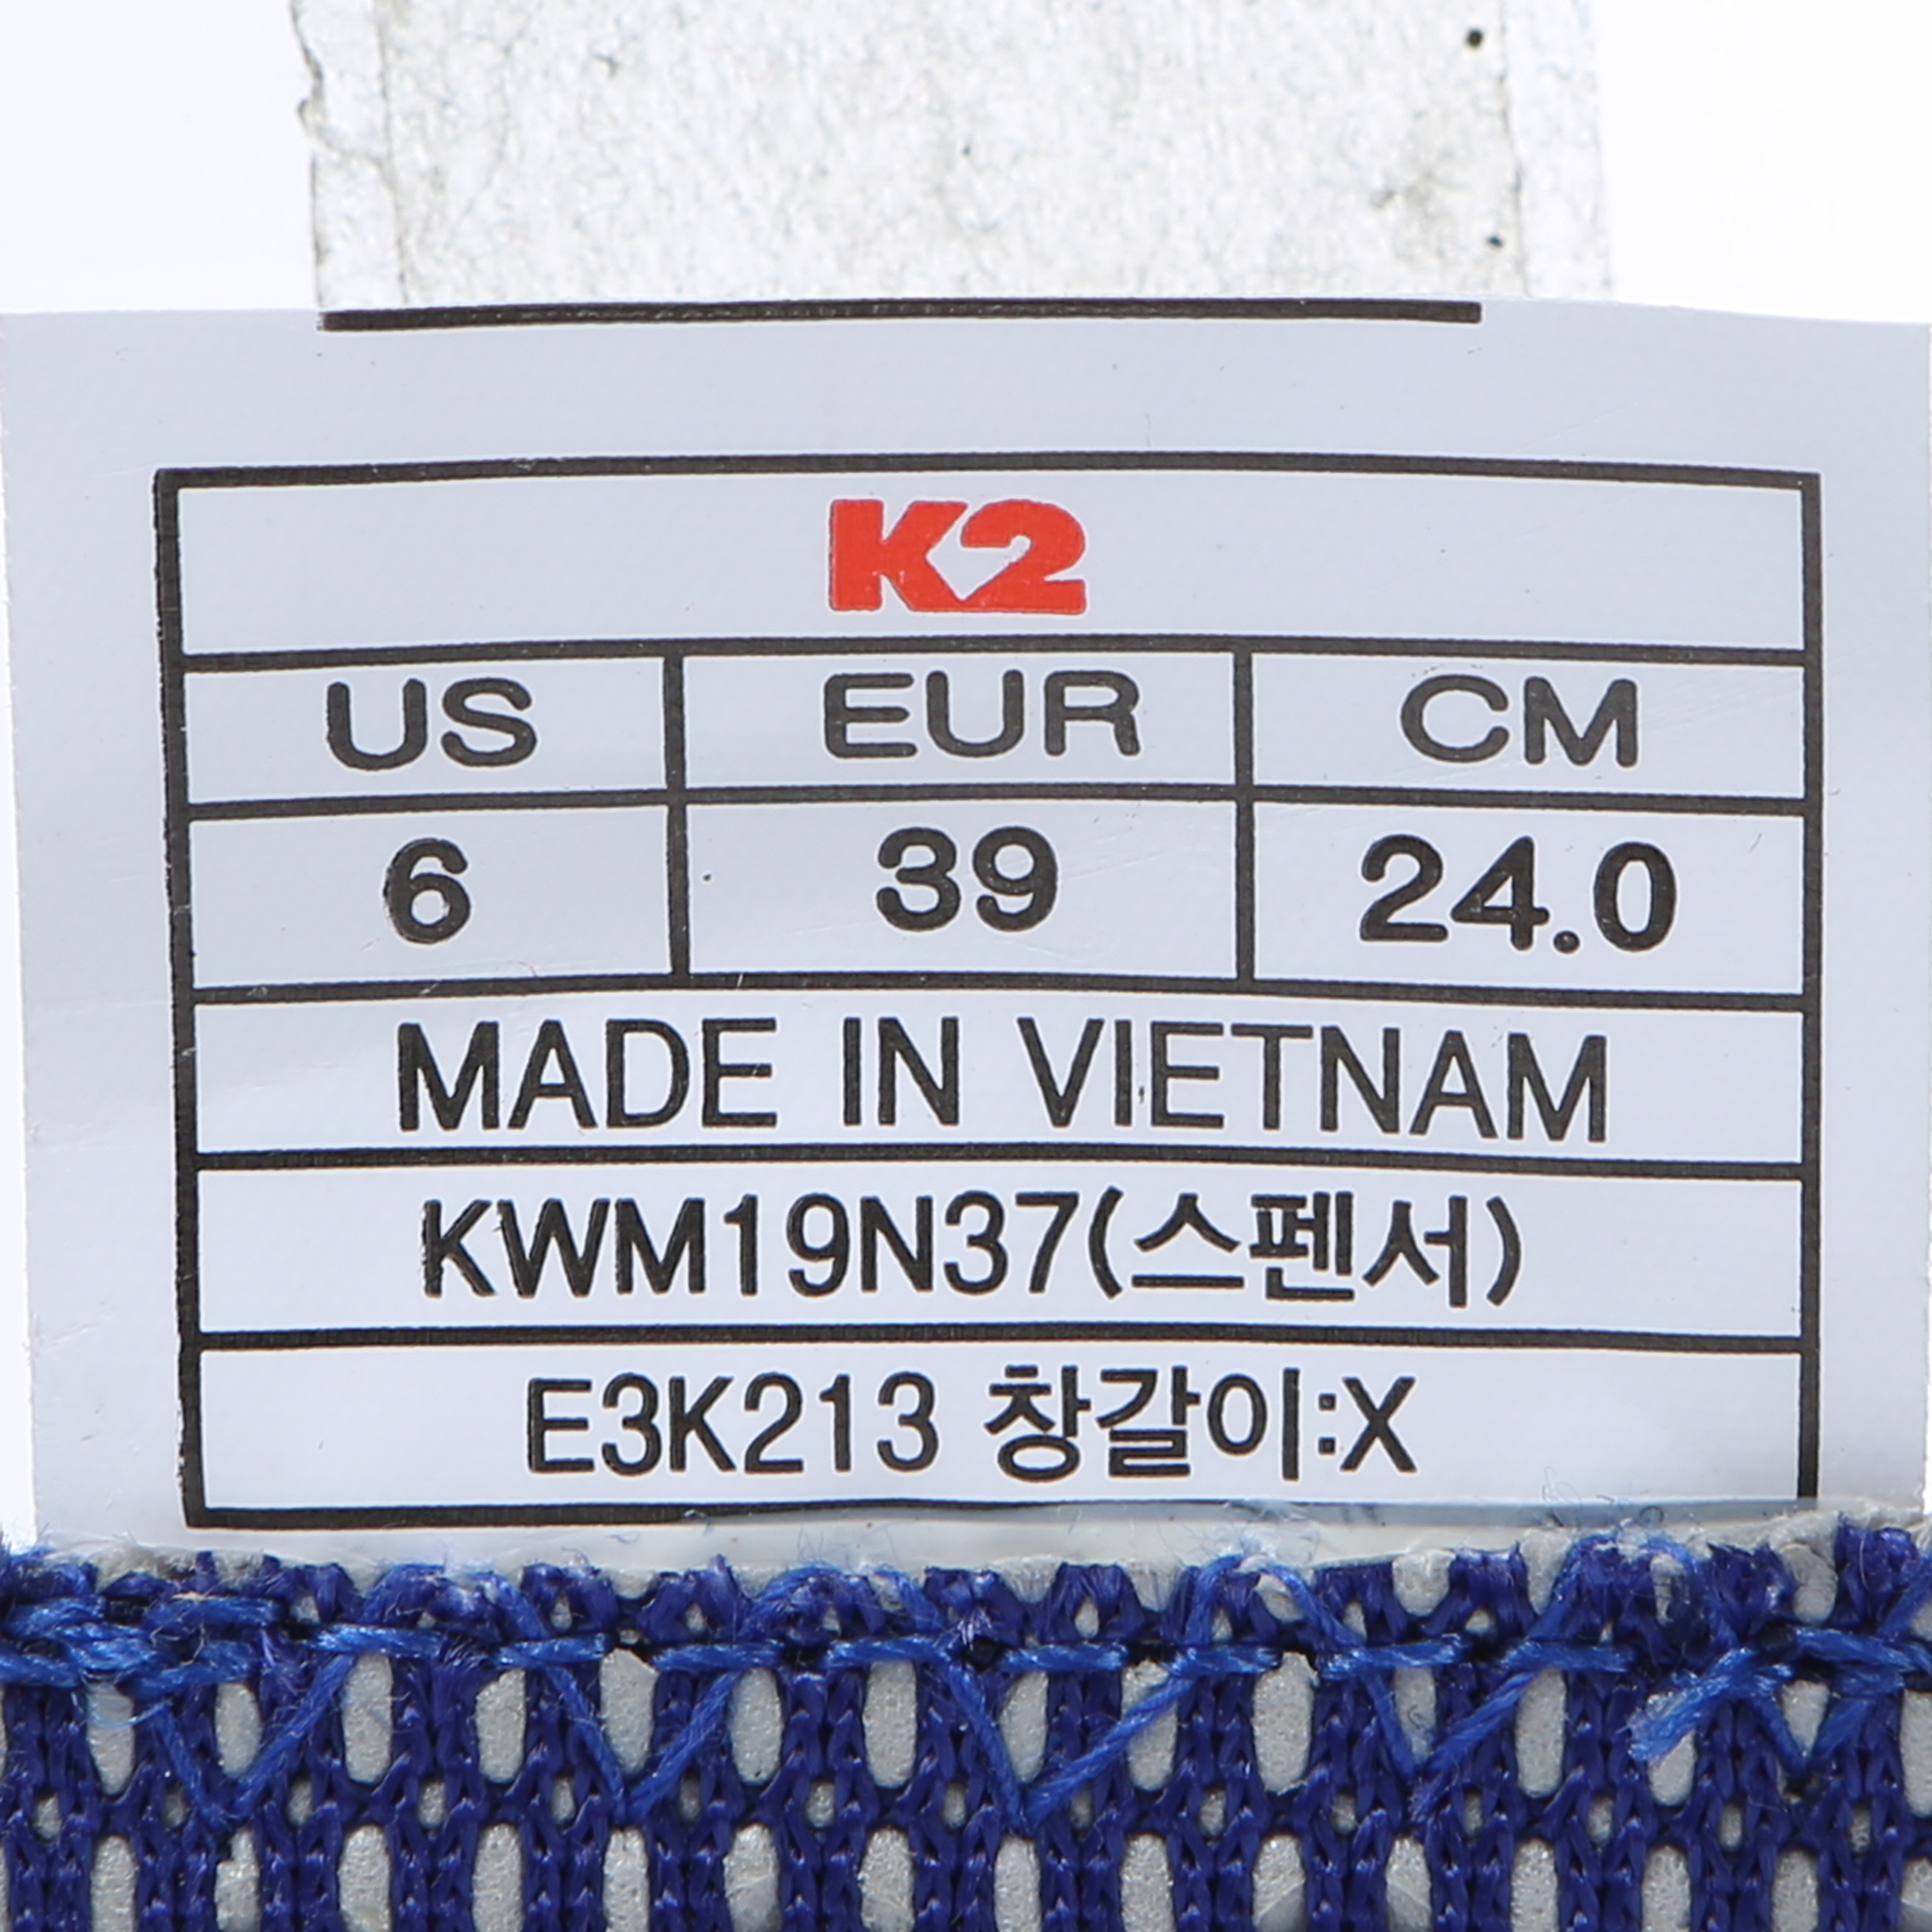 K2
US EUR CM
6 39 24.0
MADE IN VIETNAM
KWM19N37(스펜서)
E3K213 창갈이:X